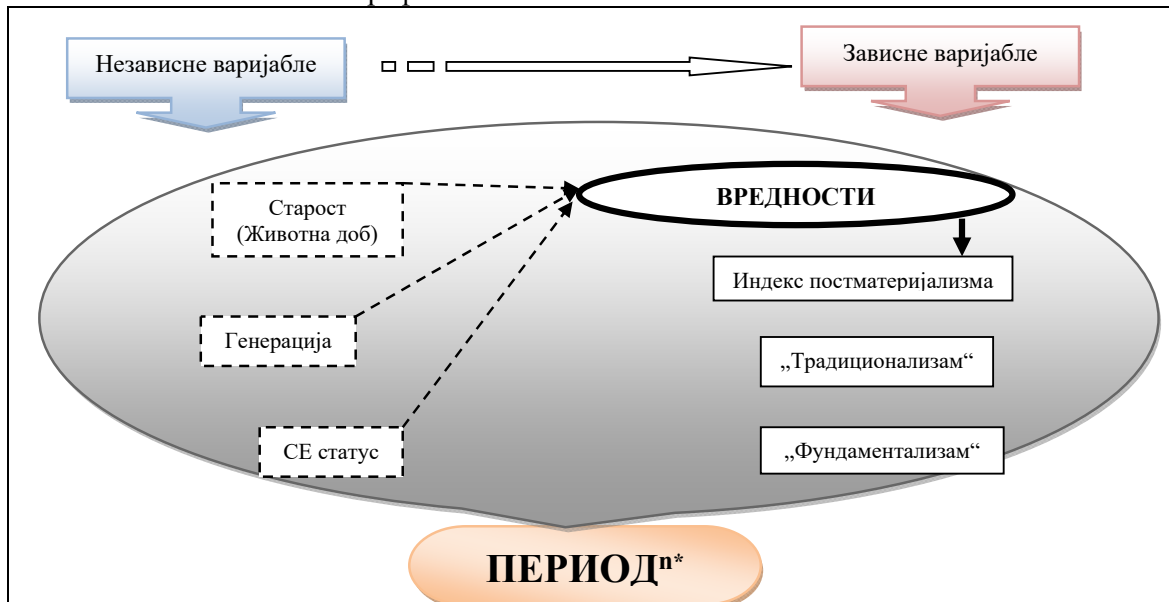 Независне варијабле
Зависне варијабле
Старост
(Животна доб)
Генерација
СЕ статус
ВРЕДНОСТИ
Индекс постматеријализма
„Традиционализам“
„Фундаментализам“
ПЕРИОДⁿ*